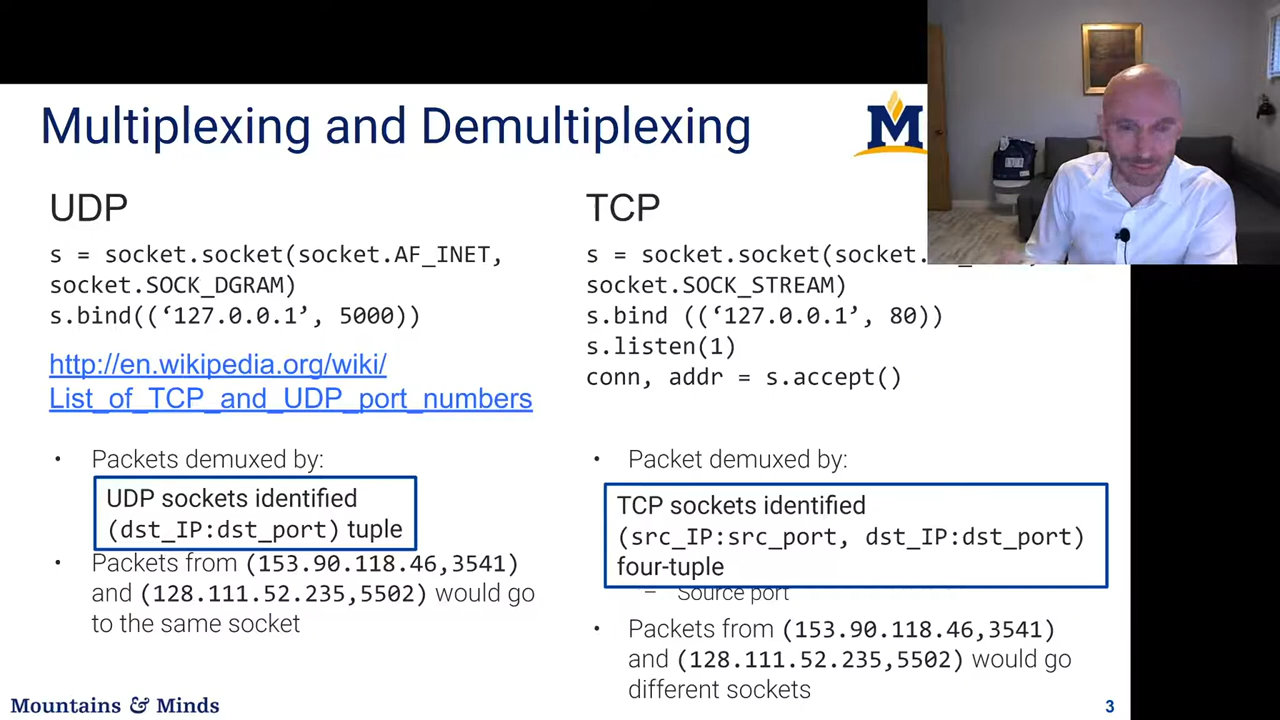 Multiplexing and Demultiplexing
M
UDP
s = socket.socket(socket.AF_INET,
socket.SOCK_DGRAM)
s.bind((‘127.0.0.1’, 5000))
http://en.wikipedia.org/wiki/
List_of_TCP_and_UDP_port_numbers
• Packets demuxed by:
UDP sockets identified
(dst_IP:dst_port) tuple
• Packets from (153.90.118.46,3541)
and (128.111.52.235,5502) would go
to the same socket
TCP
s = socket.socket(socket.
socket.SOCK_STREAM)
s.bind ((‘127.0.0.1’, 80))
s.listen(1)
conn, addr = s.accept()
• Packet demuxed by:
TCP sockets identified
(src_IP:src_port, dst_IP:dst_port)
four-tuple
– Source port
• Packets from (153.90.118.46,3541)
and (128.111.52.235,5502) would go
different sockets
Mountains & Minds
3